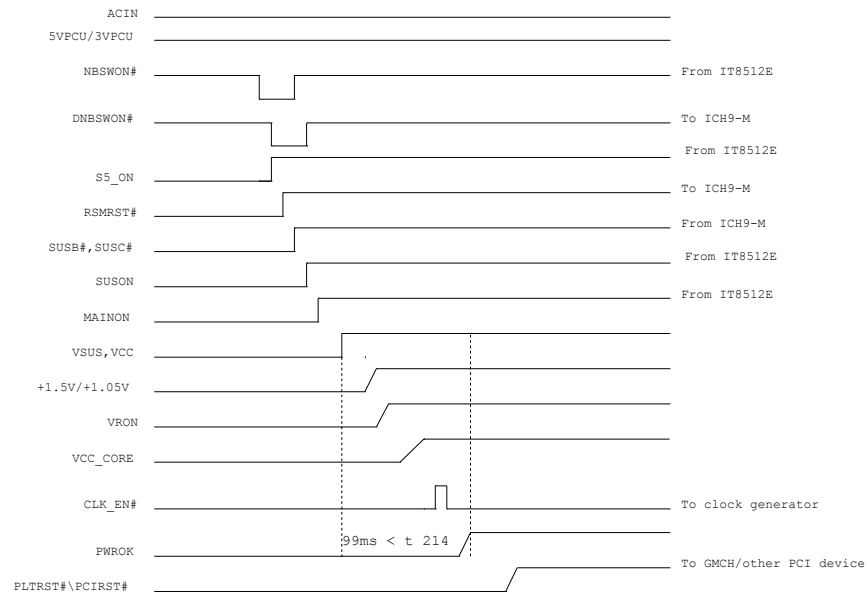 ACIN
5VPCU/3VPCU
NBSWON# From IT8512E
DNBSWON# To ICH9-M
From IT8512E
S5_ON
RSMRST# To ICH9-M
From ICH9-M
SUSB#,SUSC#
From IT8512E
SUSON
From IT8512E
MAINON
VSUS,VCC
+1.5V/+1.05V
VRON
VCC_CORE
CLK_EN# To clock generator
99ms < t 214
PWROK
To GMCH/other PCI device
PLTRST#\PCIRST#